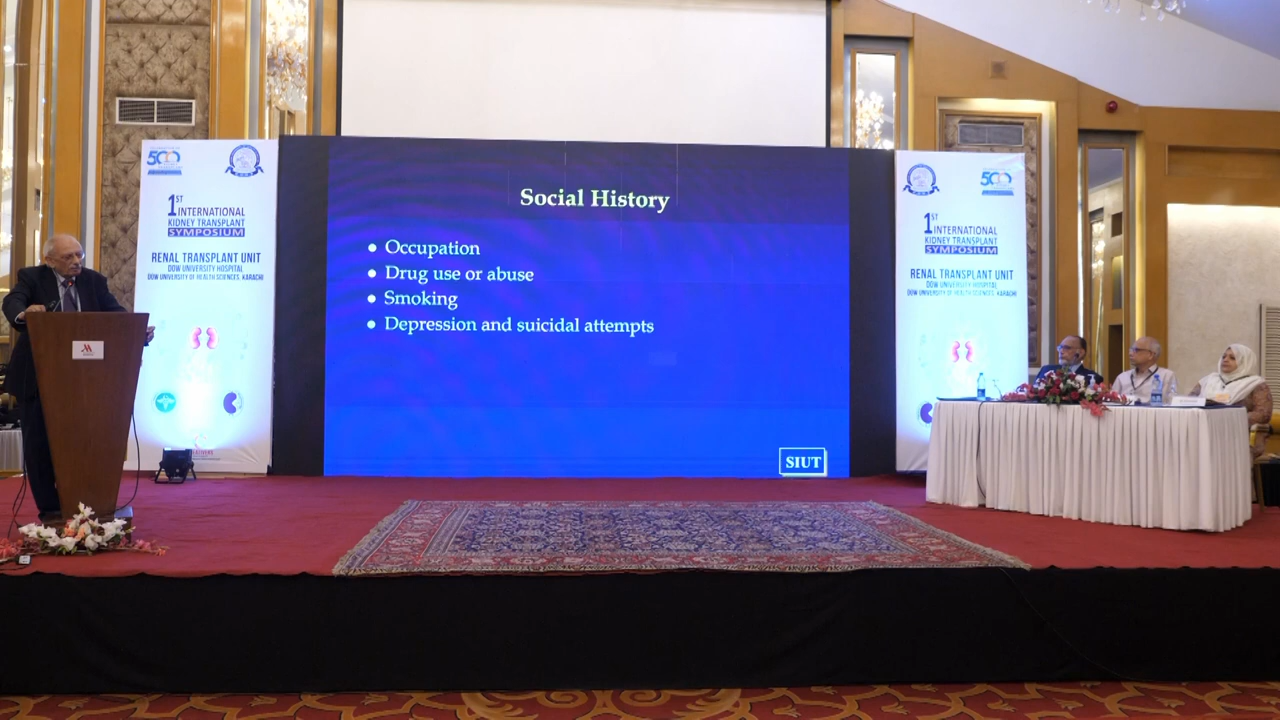 500
1ST
INTERNATIONAL
KIDNEY TRANSPLANT
SYMPOSIUM
RENAL TRANSPLANT UNIT
DOW UNIVERSITY HOSPITAL
DOW UNIVERSITY OF HEALTH SCIENCES, KARACHI
Social History
Occupation
Drug use or abuse
Smoking
Depression and suicidal attempts
SIUT
500
1ST
INTERNATIONAL
KIDNEY TRANSPLANT
SYMPOSIUM
RENAL TRANSPLANT UNIT
DOW UNIVERSITY HOSPITAL
DOW UNIVERSITY OF HEALTH SCIENCES, KARACHI